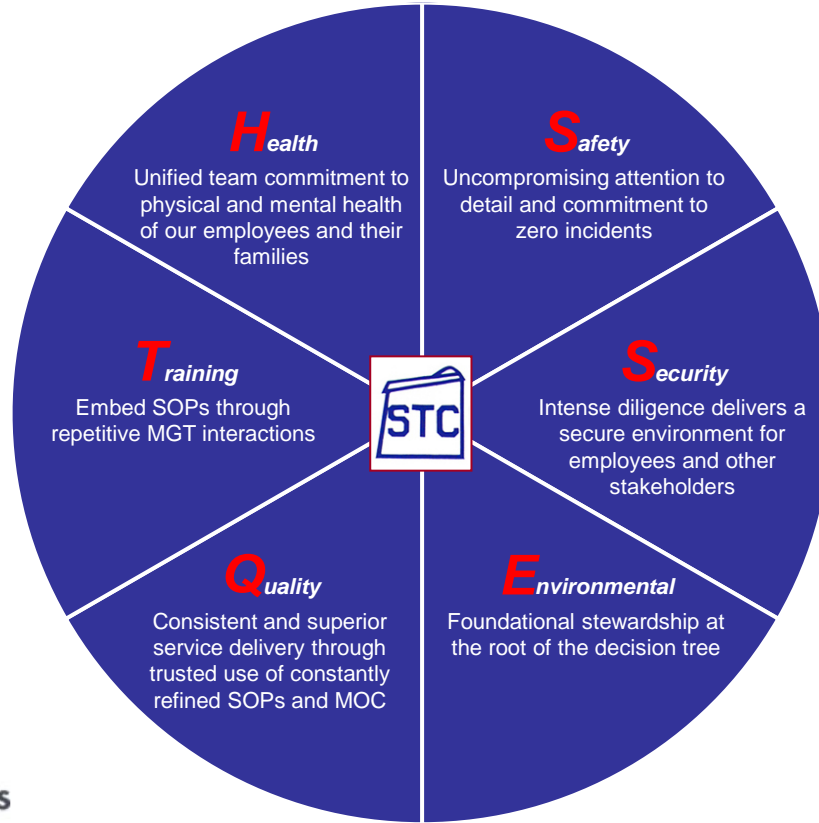 Health
Unified team commitment to
physical and mental health
of our employees and their
families
Safety
Uncompromising attention to
detail and commitment to
zero incidents
Training
Embed SOPs through
repetitive MGT interactions
STC
Security
Intense diligence delivers a
secure environment for
employees and other
stakeholders
Quality
Consistent and superior
service delivery through
trusted use of constantly
refined SOPs and MOC
Environmental
Foundational stewardship at
the root of the decision tree
s